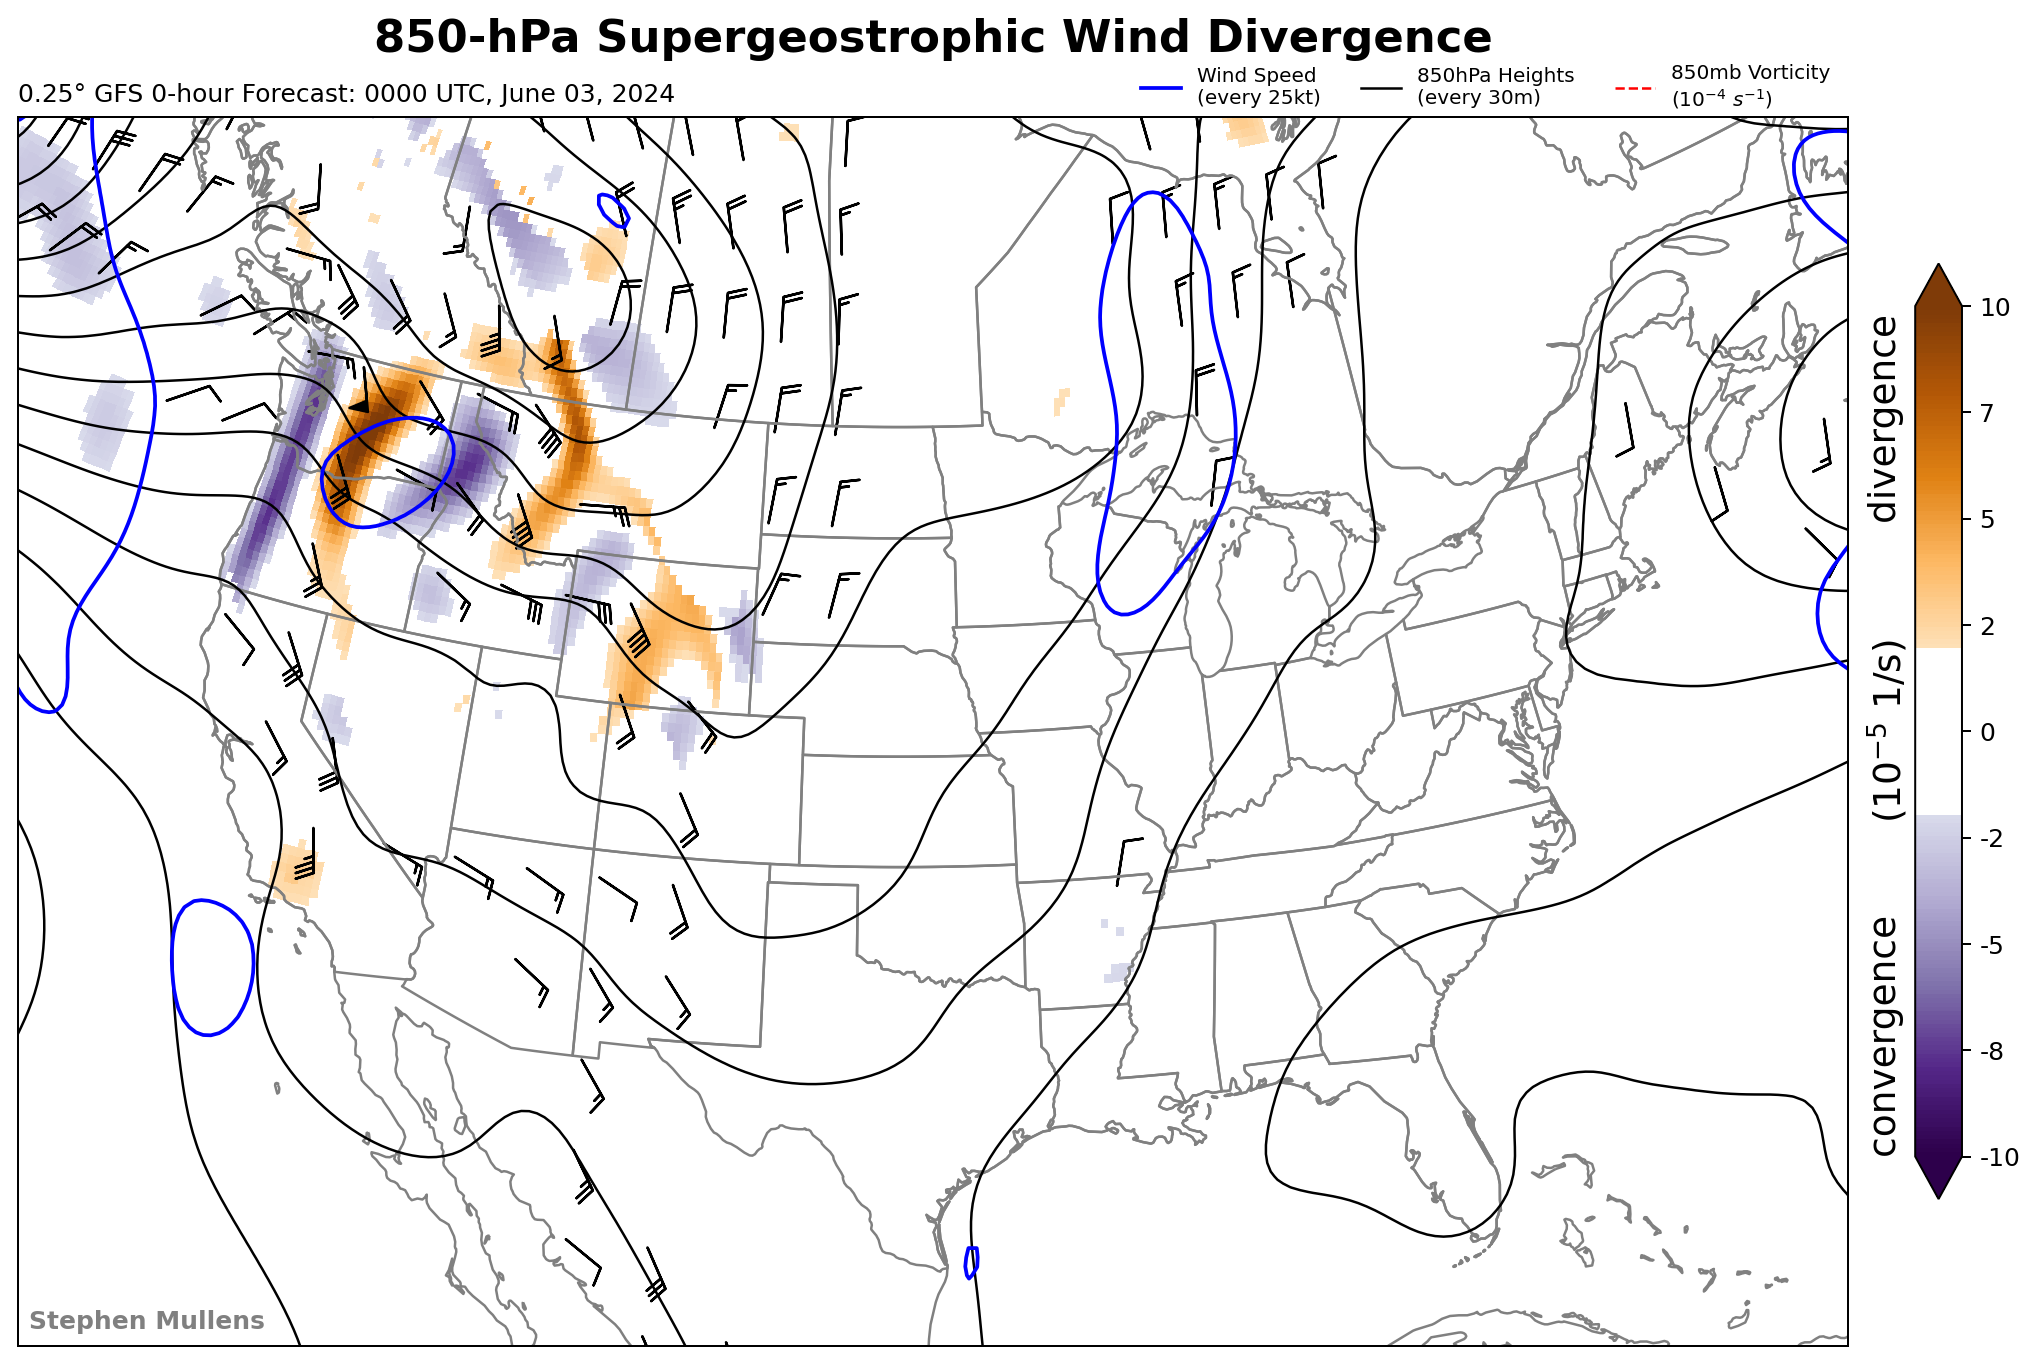 850-hPa Supergeostrophic Wind Divergence
0.25° GFS 0-hour Forecast: 0000 UTC, June 03, 2024
Wind Speed
(every 25kt)
850hPa Heights
(every 30m)
850mb Vorticity
(10⁻⁴ s⁻¹)
10
7
5
2
0
-2
-5
-8
-10
convergence (10⁻⁵ 1/s) divergence
Stephen Mullens